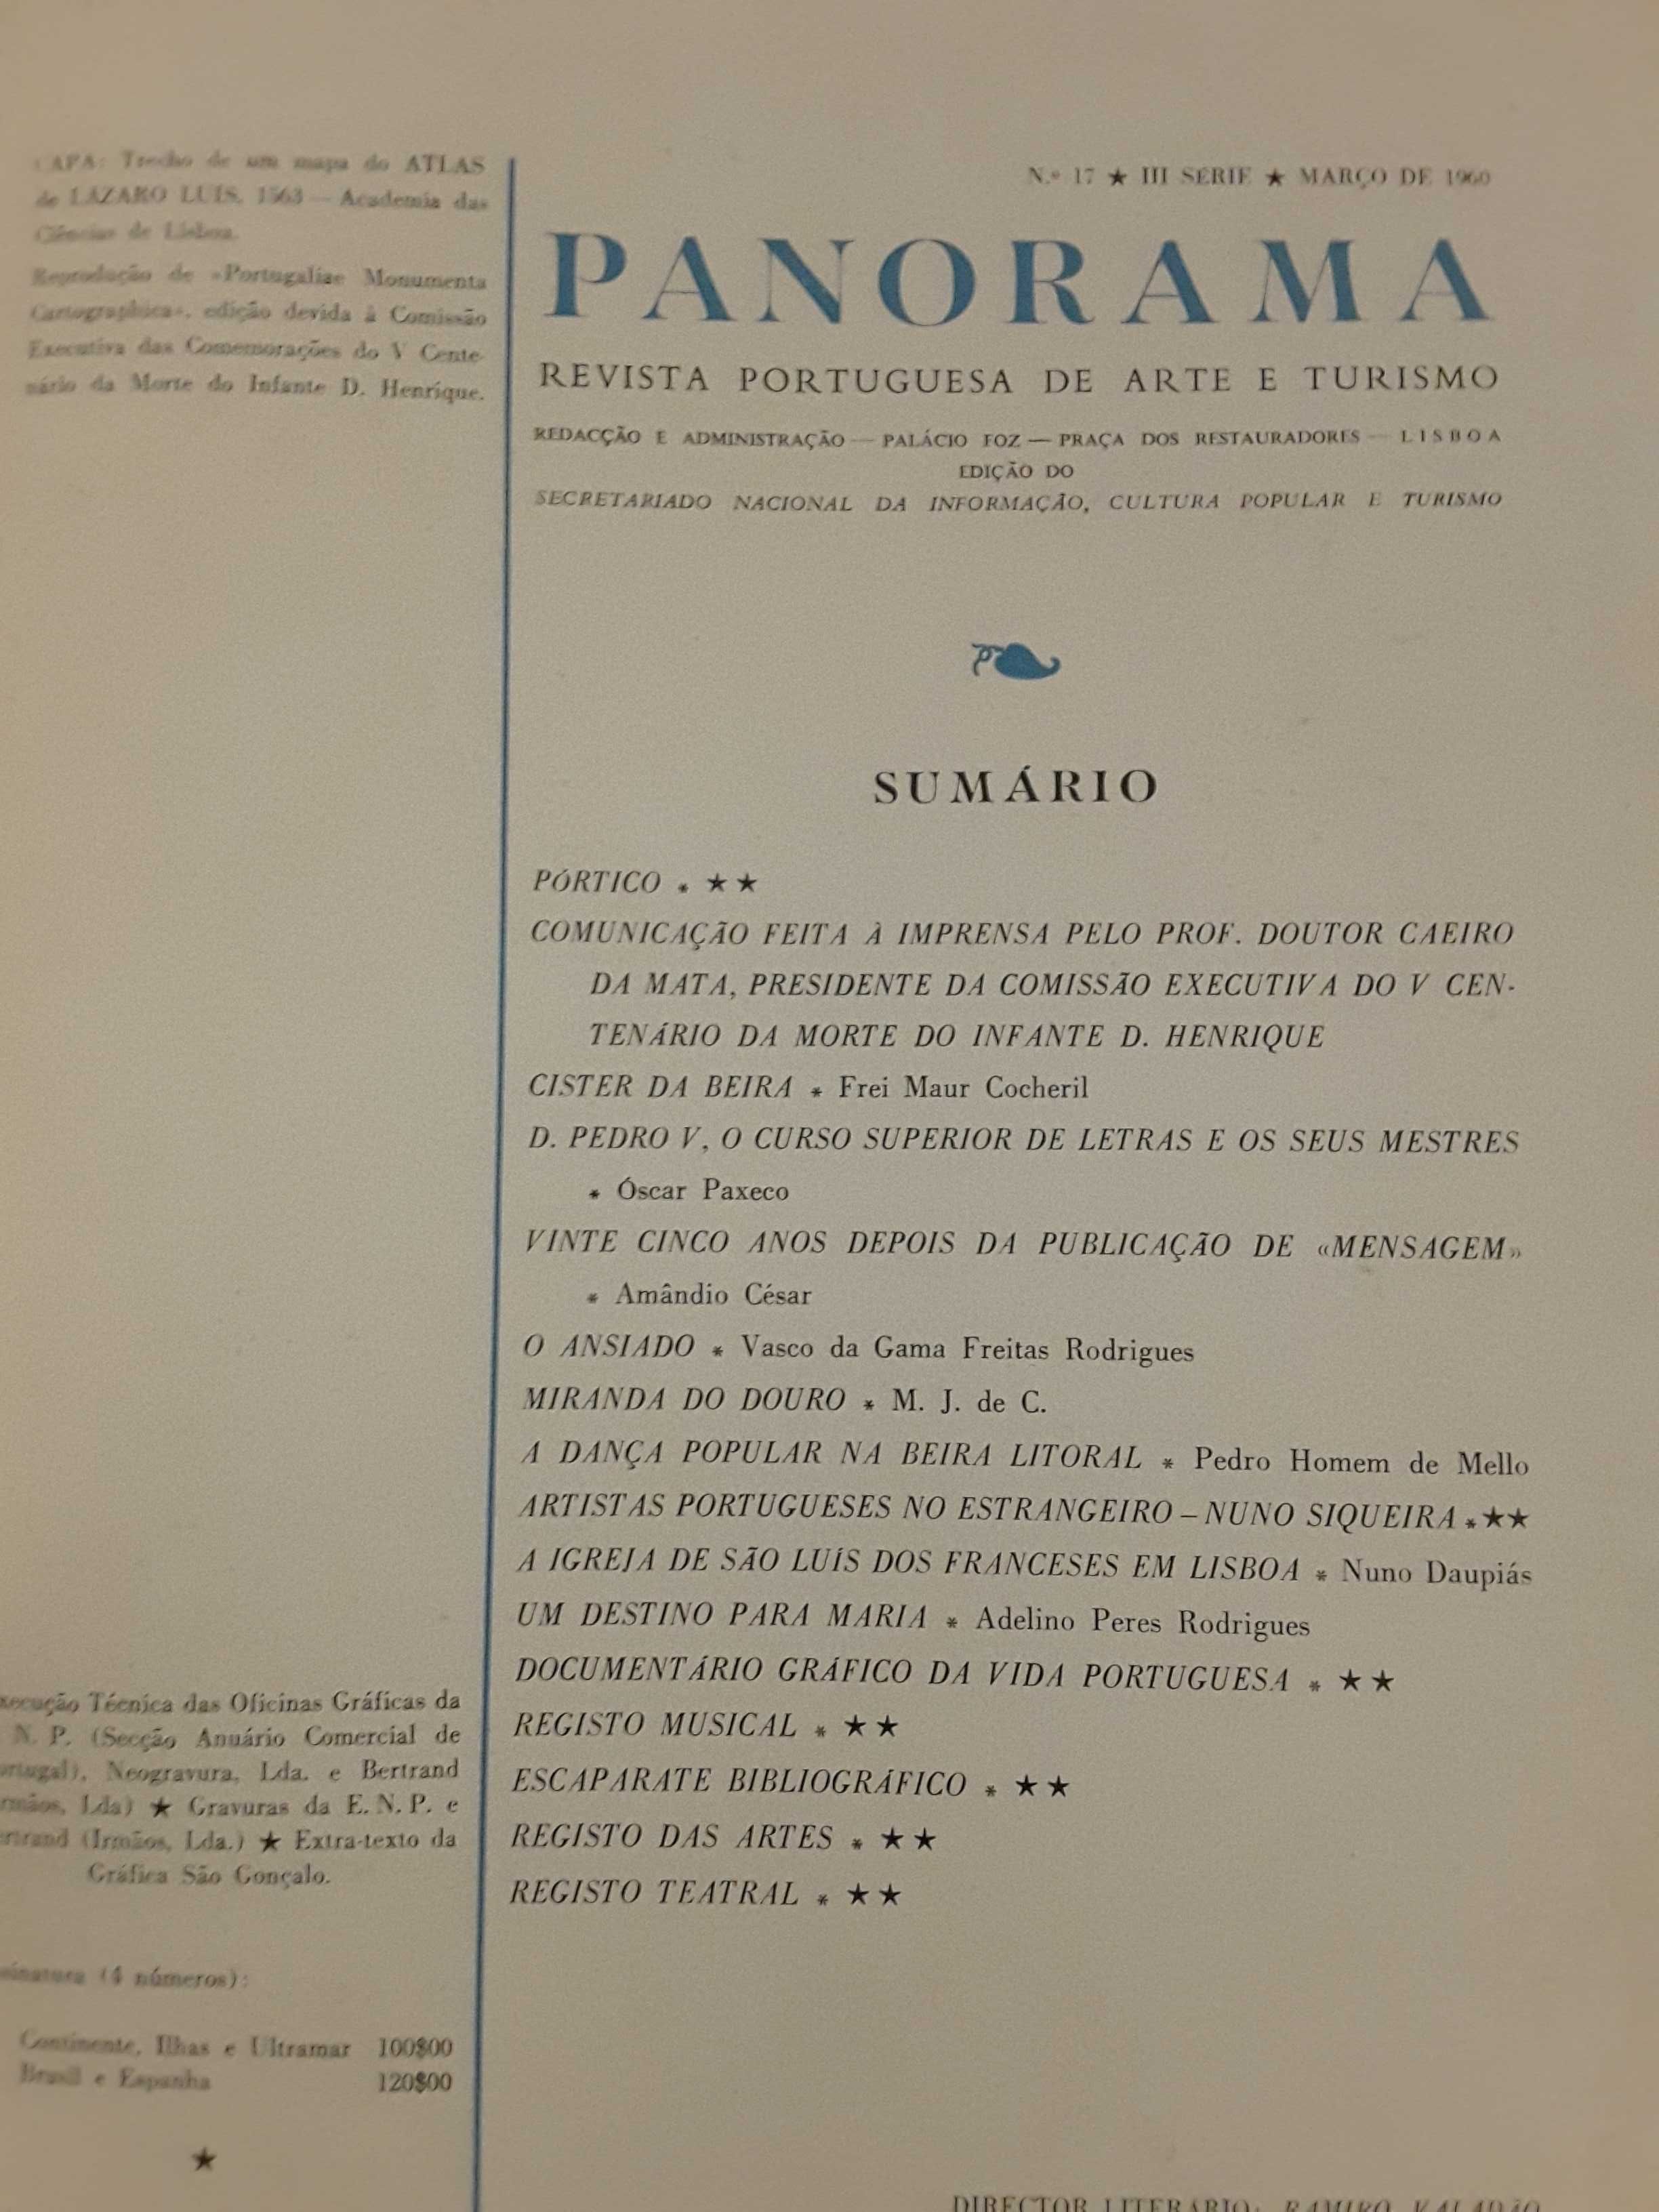 CAPA: Trecho de um mapa do ATLAS
de LÁZARO LUÍS, 1563 — Academia das
Ciências de Lisboa.
Reprodução de «Portugaliae Monumenta
Cartographica», edição devida à Comissão
Executiva das Comemorações do V Cente-
nário da Morte do Infante D. Henrique.
N.º 17 ★ III SÉRIE ★ MARÇO DE 1960
PANORAMA
REVISTA PORTUGUESA DE ARTE E TURISMO
REDACÇÃO E ADMINISTRAÇÃO — PALÁCIO FOZ — PRAÇA DOS RESTAURADORES — LISBOA
EDIÇÃO DO
SECRETARIADO NACIONAL DA INFORMAÇÃO, CULTURA POPULAR E TURISMO
SUMÁRIO
PÓRTICO * ★ ★
COMUNICAÇÃO FEITA À IMPRENSA PELO PROF. DOUTOR CAEIRO
DA MATA, PRESIDENTE DA COMISSÃO EXECUTIVA DO V CEN-
TENÁRIO DA MORTE DO INFANTE D. HENRIQUE
CISTER DA BEIRA * Frei Maur Cocheril
D. PEDRO V, O CURSO SUPERIOR DE LETRAS E OS SEUS MESTRES
* Óscar Paxeco
VINTE CINCO ANOS DEPOIS DA PUBLICAÇÃO DE «MENSAGEM»
* Amândio César
O ANSIADO * Vasco da Gama Freitas Rodrigues
MIRANDA DO DOURO * M. J. de C.
A DANÇA POPULAR NA BEIRA LITORAL * Pedro Homem de Mello
ARTISTAS PORTUGUESES NO ESTRANGEIRO – NUNO SIQUEIRA * ★★
A IGREJA DE SÃO LUÍS DOS FRANCESES EM LISBOA * Nuno Daupiás
UM DESTINO PARA MARIA * Adelino Peres Rodrigues
DOCUMENTÁRIO GRÁFICO DA VIDA PORTUGUESA * ★ ★
REGISTO MUSICAL * ★ ★
ESCAPARATE BIBLIOGRÁFICO * ★ ★
REGISTO DAS ARTES * ★ ★
REGISTO TEATRAL * ★ ★
xecução Técnica das Oficinas Gráficas da
N. P. (Secção Anuário Comercial de
ortugal), Neogravura, Lda. e Bertrand
rmãos, Lda) ★ Gravuras da E. N. P. e
ertrand (Irmãos, Lda.) ★ Extra-texto da
Gráfica São Gonçalo.
sinatura (4 números):
Continente, Ilhas e Ultramar 100$00
Brasil e Espanha 120$00
★
DIRECTOR LITERÁRIO: RAMIRO VALADÃO